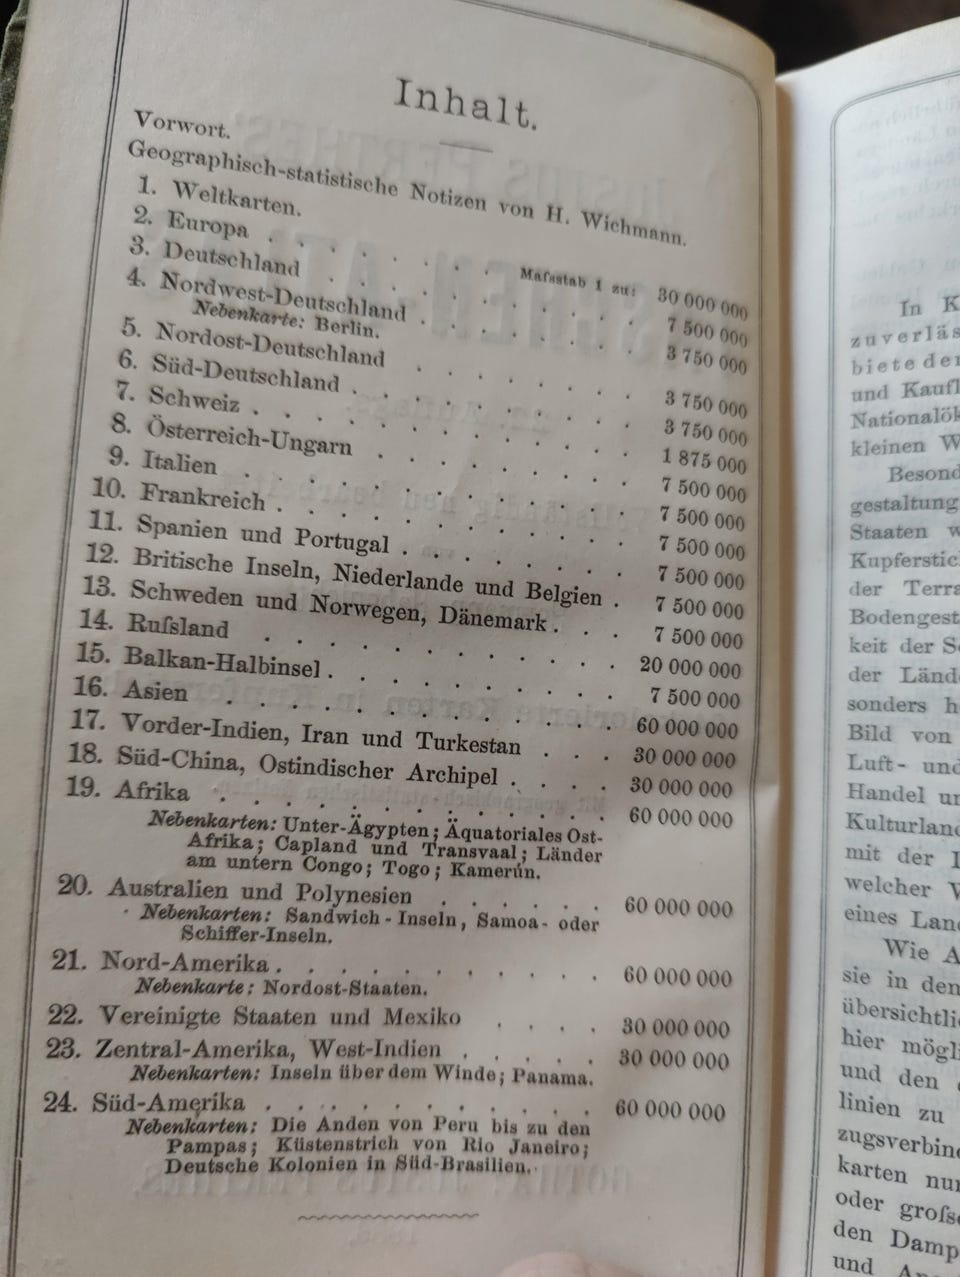 Inhalt.
Vorwort.
Geographisch-statistische Notizen von H. Wichmann.
1. Weltkarten.
2. Europa . . . . . . . Maſsstab 1 zu: 30 000 000
3. Deutschland . . . . . . . . . 7 500 000
4. Nordwest-Deutschland . . . . . . 3 750 000
Nebenkarte: Berlin.
5. Nordost-Deutschland . . . . . . . 3 750 000
6. Süd-Deutschland . . . . . . . . 3 750 000
7. Schweiz . . . . . . . . . . . 1 875 000
8. Österreich-Ungarn . . . . . . . 7 500 000
9. Italien . . . . . . . . . . . 7 500 000
10. Frankreich . . . . . . . . . . 7 500 000
11. Spanien und Portugal . . . . . . 7 500 000
12. Britische Inseln, Niederlande und Belgien . 7 500 000
13. Schweden und Norwegen, Dänemark . . . 7 500 000
14. Ruſsland . . . . . . . . . . 20 000 000
15. Balkan-Halbinsel . . . . . . . . 7 500 000
16. Asien . . . . . . . . . . . 60 000 000
17. Vorder-Indien, Iran und Turkestan . . . 30 000 000
18. Süd-China, Ostindischer Archipel . . . . 30 000 000
19. Afrika . . . . . . . . . . . 60 000 000
Nebenkarten: Unter-Ägypten; Äquatoriales Ost-
Afrika; Capland und Transvaal; Länder
am untern Congo; Togo; Kamerun.
20. Australien und Polynesien . . . . . . 60 000 000
Nebenkarten: Sandwich-Inseln, Samoa- oder
Schiffer-Inseln.
21. Nord-Amerika . . . . . . . . . 60 000 000
Nebenkarte: Nordost-Staaten.
22. Vereinigte Staaten und Mexiko . . . . 30 000 000
23. Zentral-Amerika, West-Indien . . . . . 30 000 000
Nebenkarten: Inseln über dem Winde; Panama.
24. Süd-Amerika . . . . . . . . . . 60 000 000
Nebenkarten: Die Anden von Peru bis zu den
Pampas; Küstenstrich von Rio Janeiro;
Deutsche Kolonien in Süd-Brasilien.
In K
zuverläs
biete der
und Kaufl
Nationalök
kleinen W
Besond
gestaltung
Staaten w
Kupferstic
der Terra
Bodengest
keit der S
der Lände
sonders h
Bild von
Luft- und
Handel un
Kulturland
mit der I
welcher V
eines Land
Wie A
sie in den
übersichtli
hier mögli
und den
linien zu
zugsverbin
karten nur
oder groſse
den Damp
und An